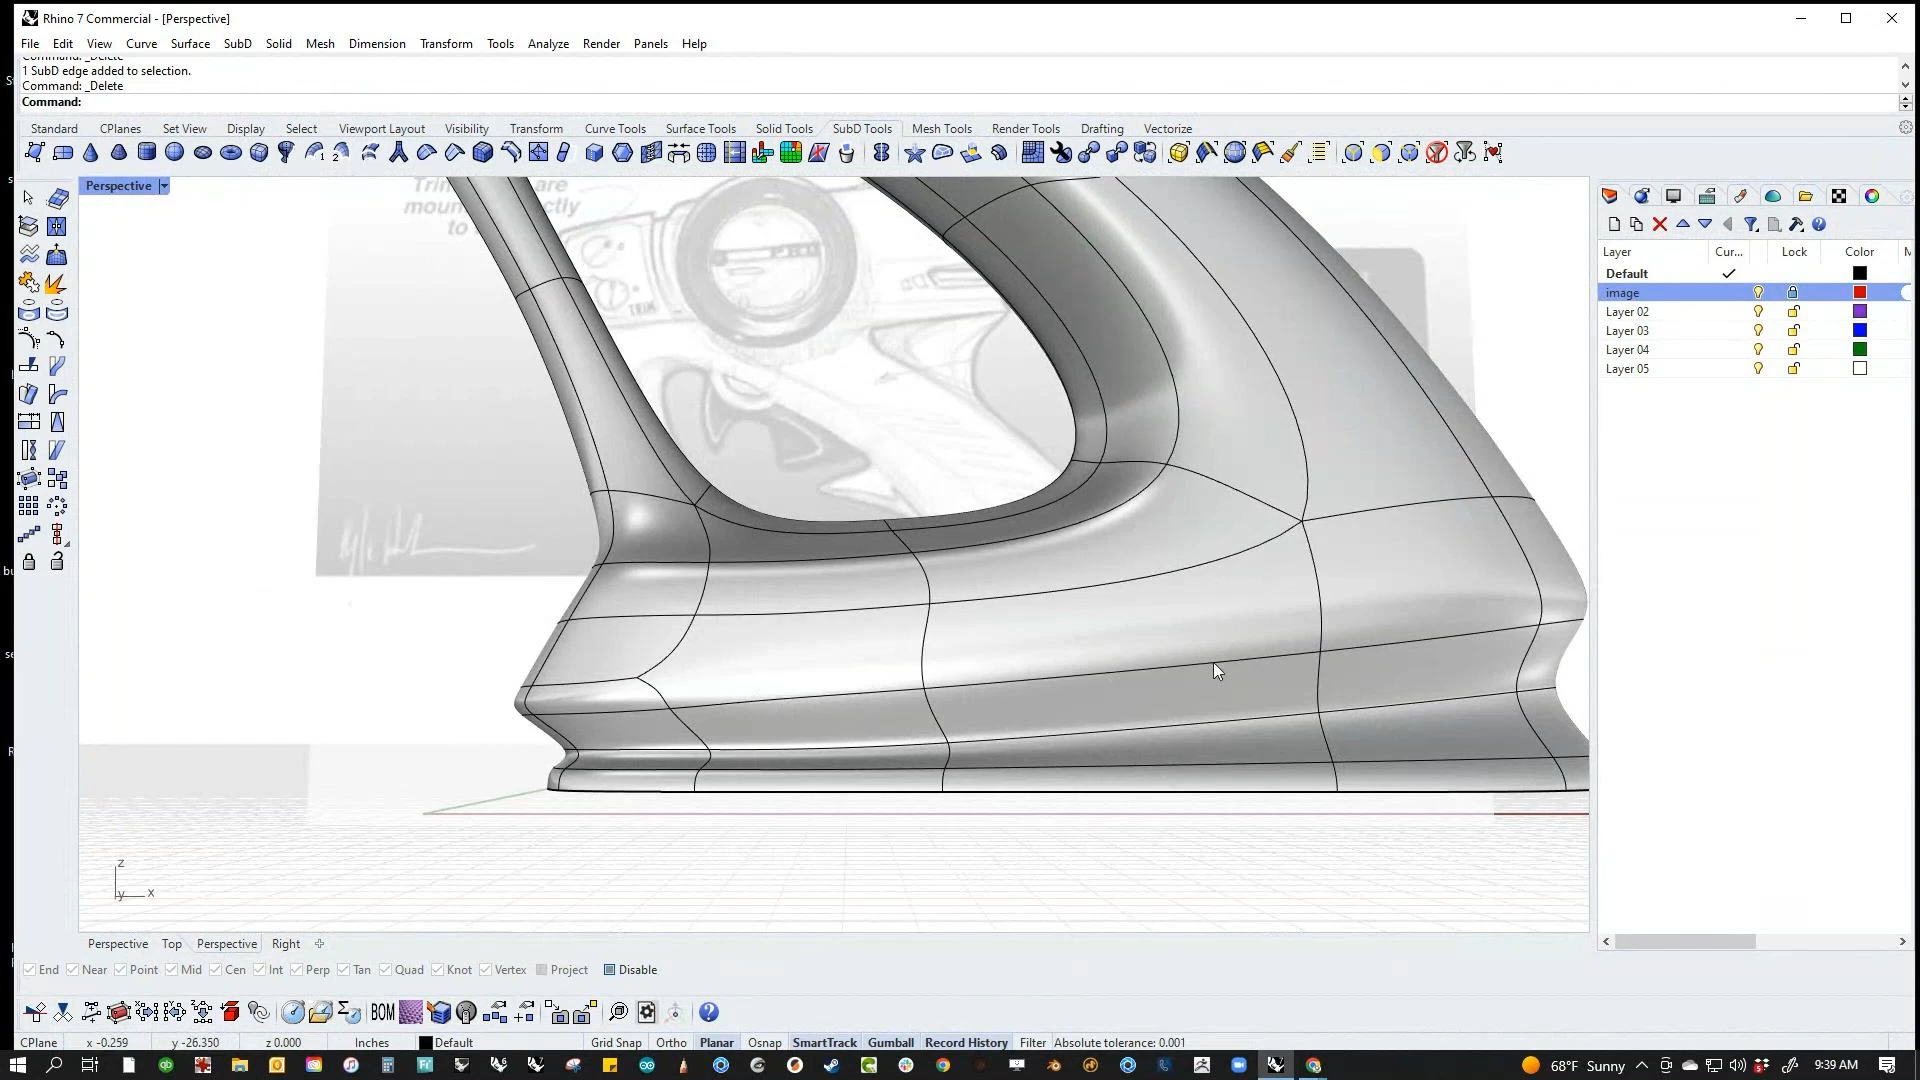 Rhino 7 Commercial - [Perspective]
File Edit View Curve Surface SubD Solid Mesh Dimension Transform Tools Analyze Render Panels Help
Command: _Delete
1 SubD edge added to selection.
Command: _Delete
Command:
Standard CPlanes Set View Display Select Viewport Layout Visibility Transform Curve Tools Surface Tools Solid Tools SubD Tools Mesh Tools Render Tools Drafting Vectorize
Perspective
are
TRIM
Layer Cur... Lock Color
Default
image
Layer 02
Layer 03
Layer 04
Layer 05
z
y x
Perspective Top Perspective Right
End Near Point Mid Cen Int Perp Tan Quad Knot Vertex Project Disable
BOM
CPlane x -0.259 y -26.350 z 0.000 Inches Default Grid Snap Ortho Planar Osnap SmartTrack Gumball Record History Filter Absolute tolerance: 0.001
68°F Sunny 9:39 AM